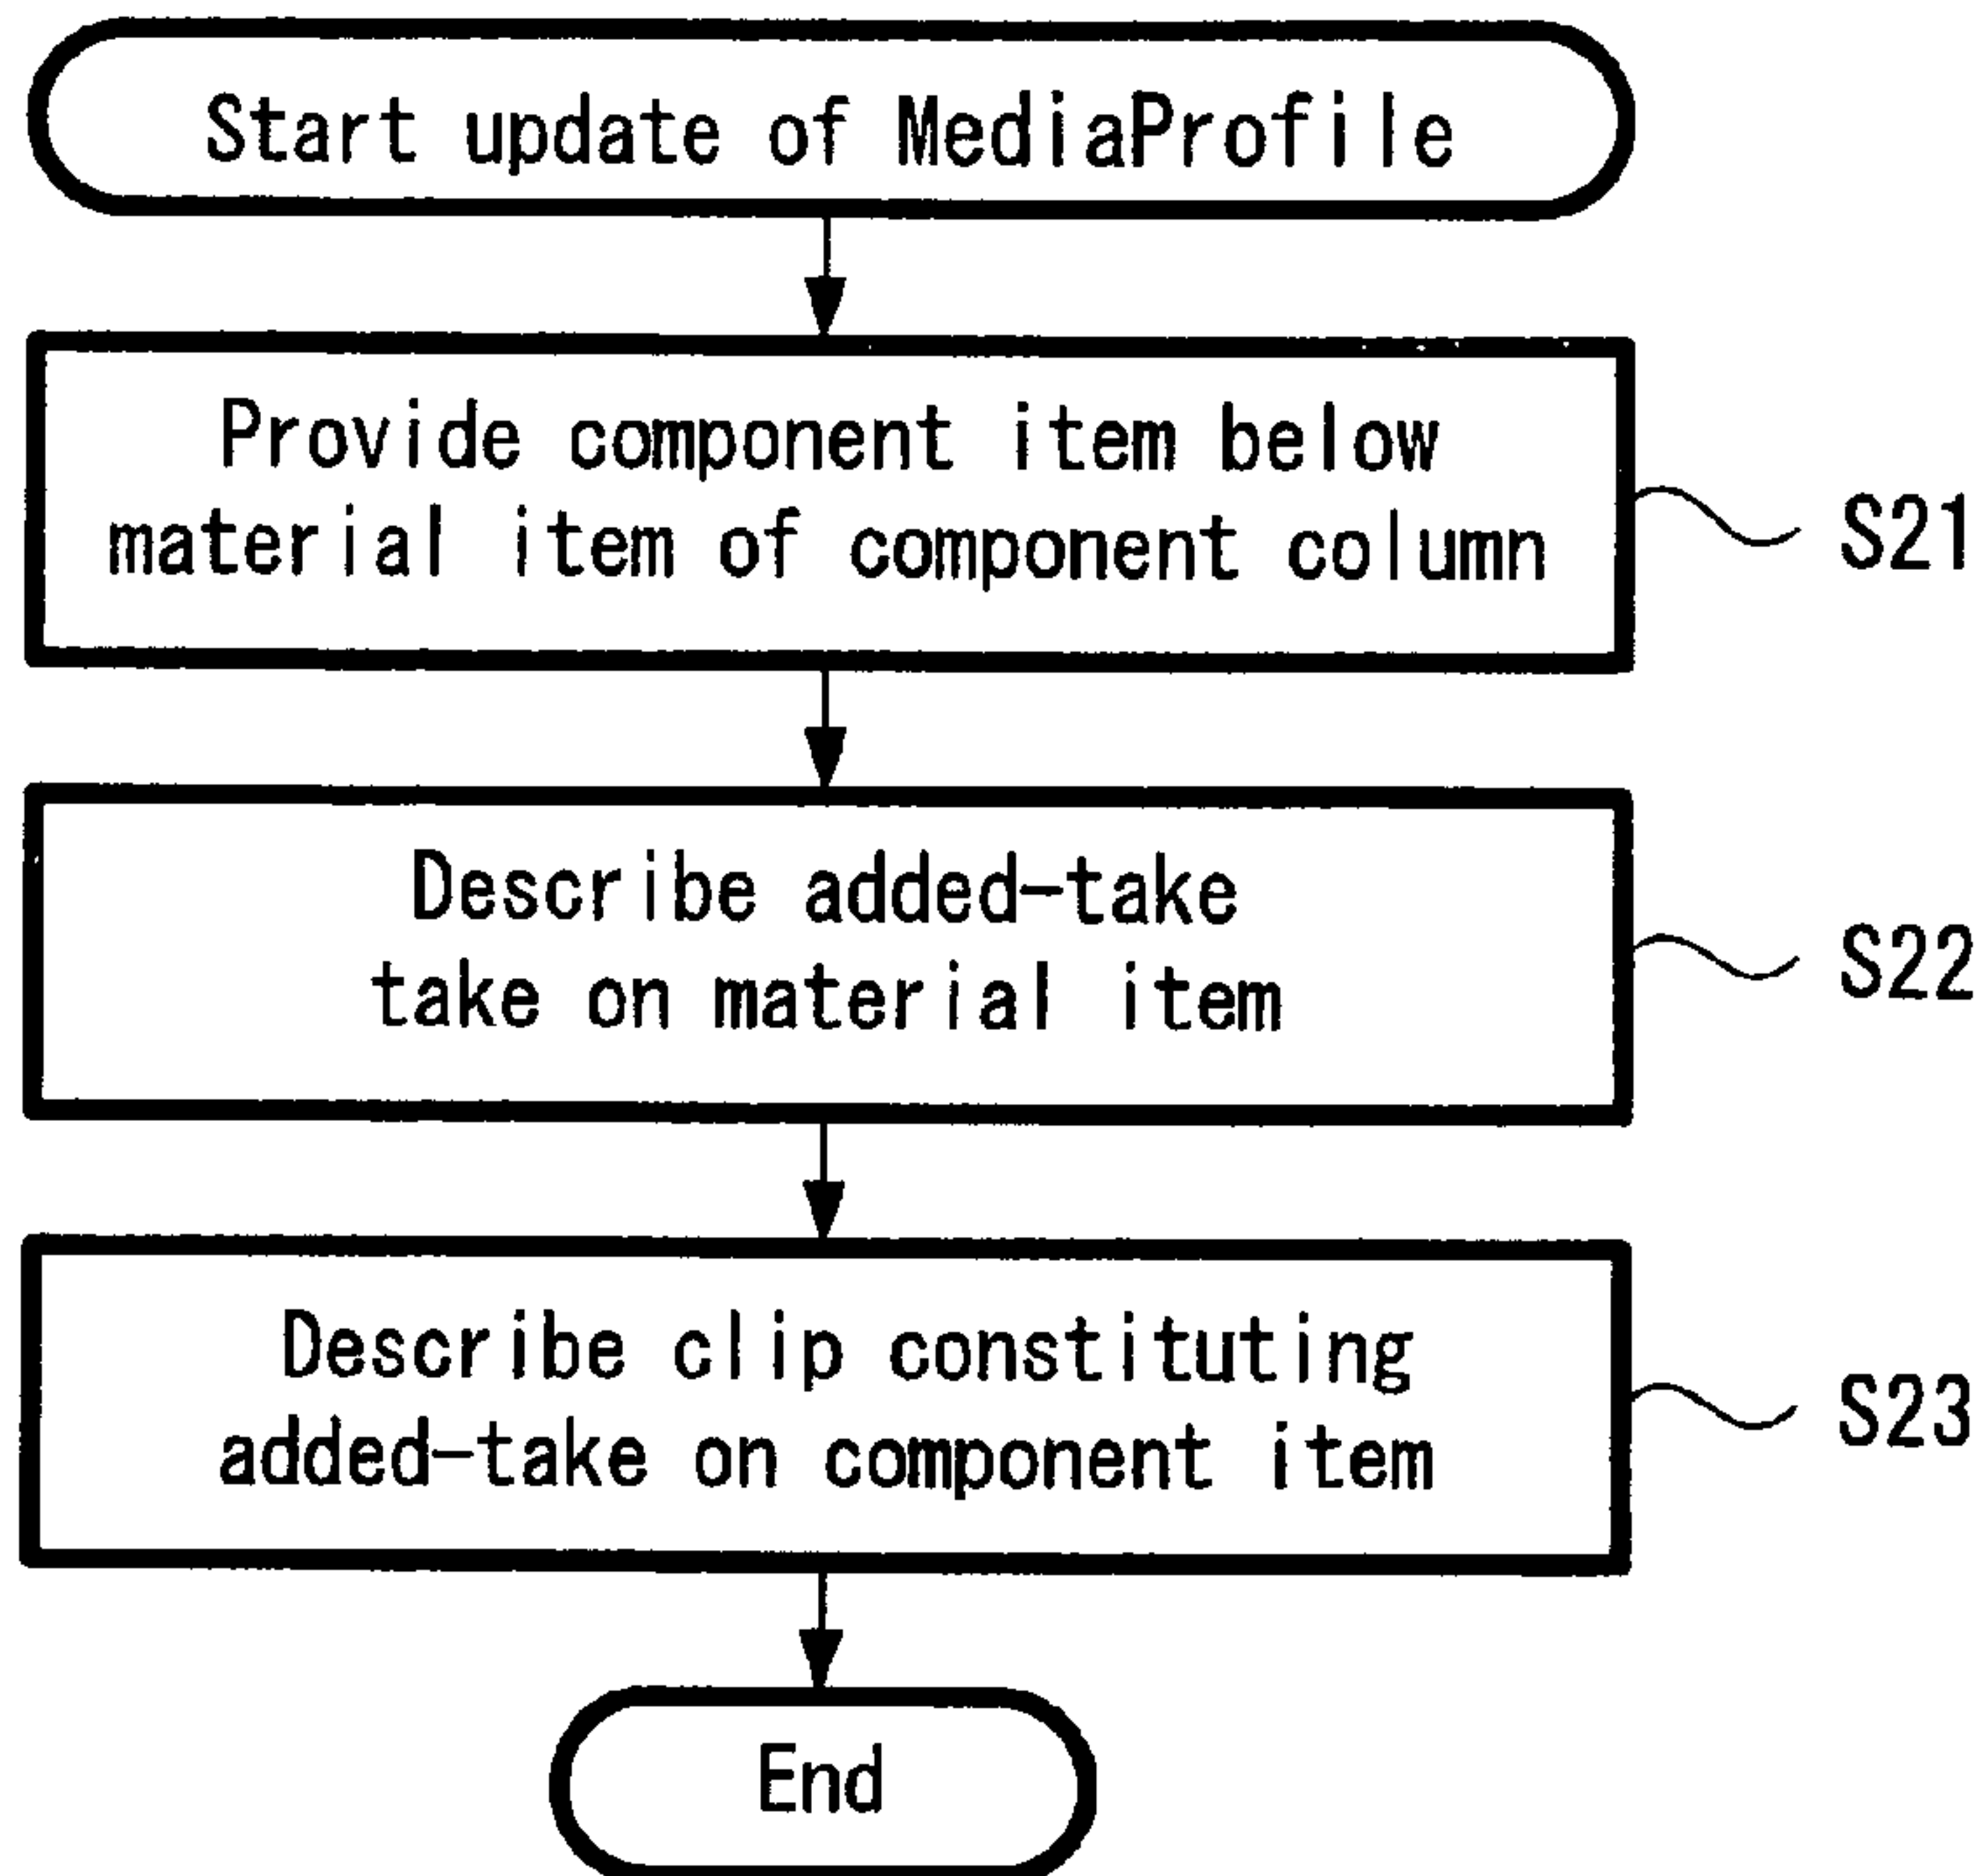 Start update of MediaProfile
Provide component item below
material item of component column
S21
Describe added-take
take on material item
S22
Describe clip constituting
added-take on component item
S23
End